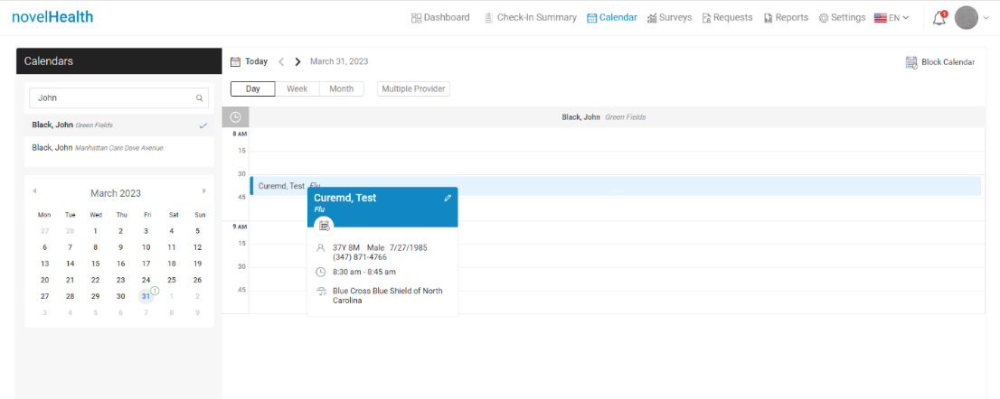 novelHealth
Dashboard Check-In Summary Calendar Surveys Requests Reports Settings EN 1
Calendars
John
Black, John Green Fields
Black, John Manhattan Care Dave Avenue
March 2023
Mon Tue Wed Thu Fri Sat Sun
27 28 1 2 3 4 5
6 7 8 9 10 11 12
13 14 15 16 17 18 19
20 21 22 23 24 25 26
27 28 29 30 31 1 1 2
3 4 5 6 7 8 9
Today March 31, 2023
Block Calendar
Day Week Month Multiple Provider
Black, John Green Fields
8 AM
15
30
Curemd, Test Flu
45
9 AM
15
30
45
Curemd, Test
Flu
37Y 8M Male 7/27/1985
(347) 871-4766
8:30 am - 8:45 am
Blue Cross Blue Shield of North
Carolina